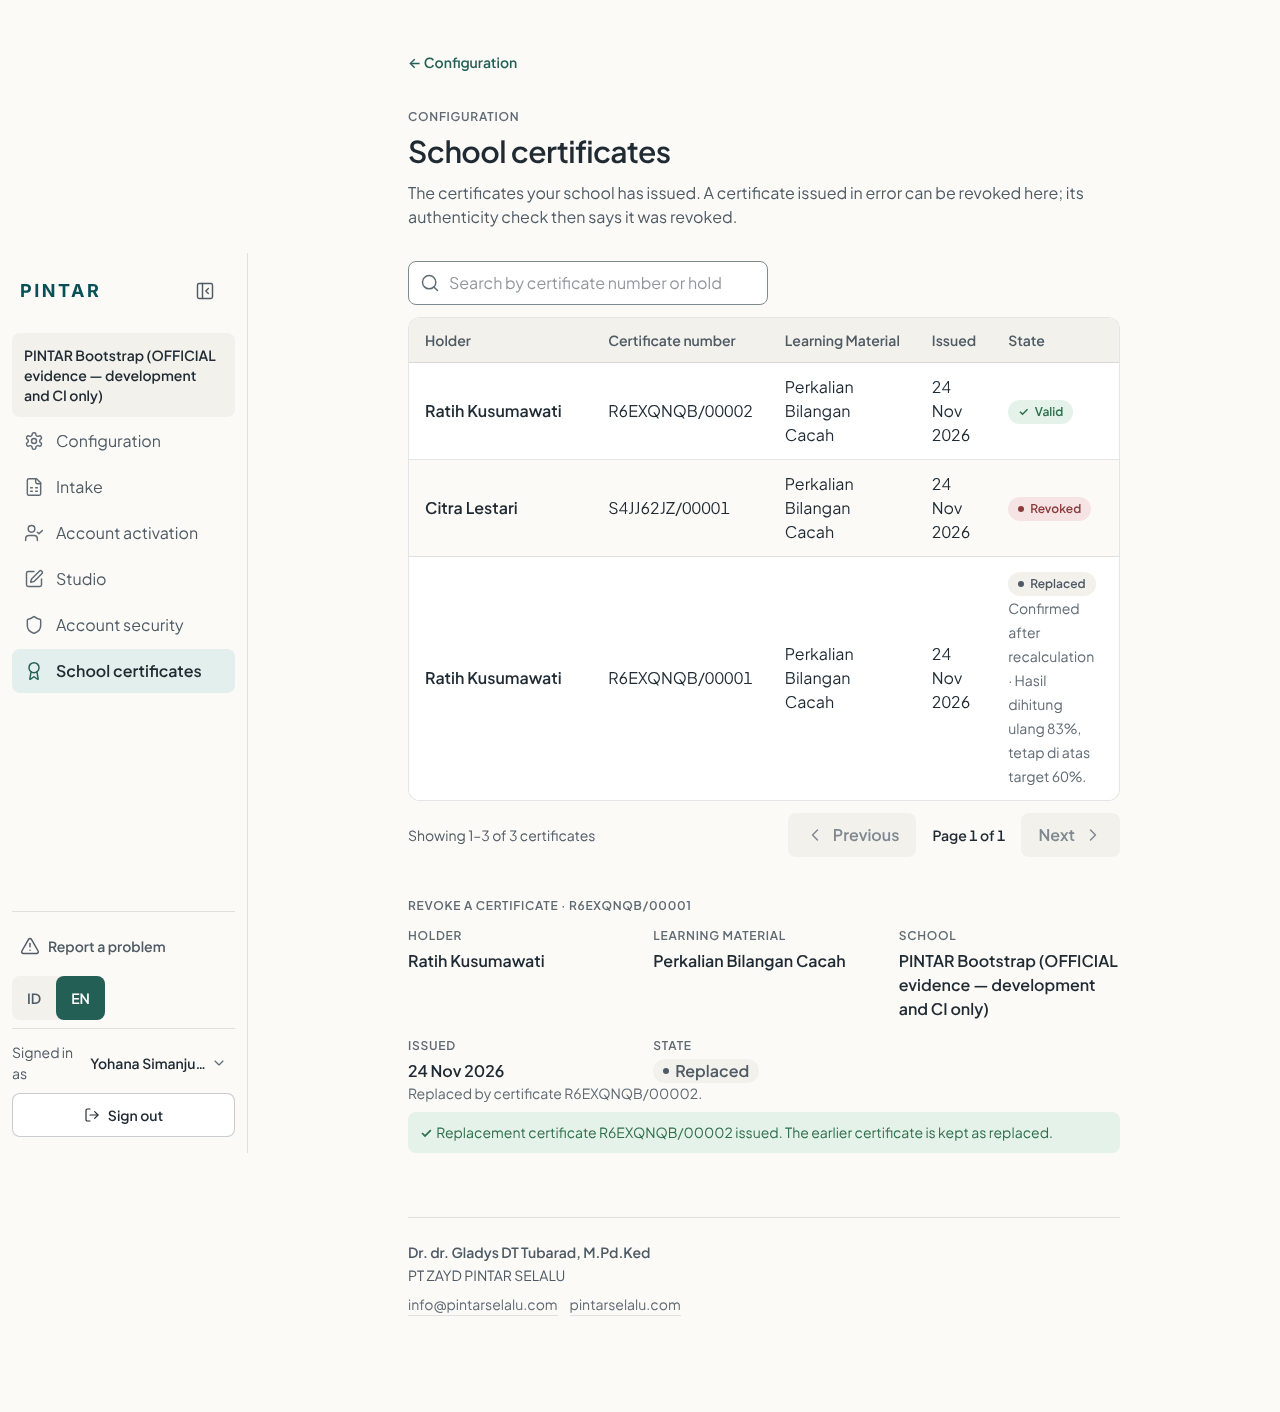 ← Configuration
CONFIGURATION
School certificates
The certificates your school has issued. A certificate issued in error can be revoked here; its
authenticity check then says it was revoked.
PINTAR
PINTAR Bootstrap (OFFICIAL
evidence — development
and CI only)
Configuration
Intake
Account activation
Studio
Account security
School certificates
Report a problem
ID EN
Signed in
as
Yohana Simanju...
Sign out
Search by certificate number or hold
Holder Certificate number Learning Material Issued State
Ratih Kusumawati R6EXQNQB/00002 Perkalian
Bilangan
Cacah
24
Nov
2026
✓ Valid
Citra Lestari S4JJ62JZ/00001 Perkalian
Bilangan
Cacah
24
Nov
2026
• Revoked
Ratih Kusumawati R6EXQNQB/00001 Perkalian
Bilangan
Cacah
24
Nov
2026
• Replaced
Confirmed
after
recalculation
· Hasil
dihitung
ulang 83%,
tetap di atas
target 60%.
Showing 1–3 of 3 certificates
Previous Page 1 of 1 Next
REVOKE A CERTIFICATE · R6EXQNQB/00001
HOLDER
Ratih Kusumawati
LEARNING MATERIAL
Perkalian Bilangan Cacah
SCHOOL
PINTAR Bootstrap (OFFICIAL
evidence — development
and CI only)
ISSUED
24 Nov 2026
STATE
• Replaced
Replaced by certificate R6EXQNQB/00002.
✓ Replacement certificate R6EXQNQB/00002 issued. The earlier certificate is kept as replaced.
Dr. dr. Gladys DT Tubarad, M.Pd.Ked
PT ZAYD PINTAR SELALU
info@pintarselalu.com pintarselalu.com